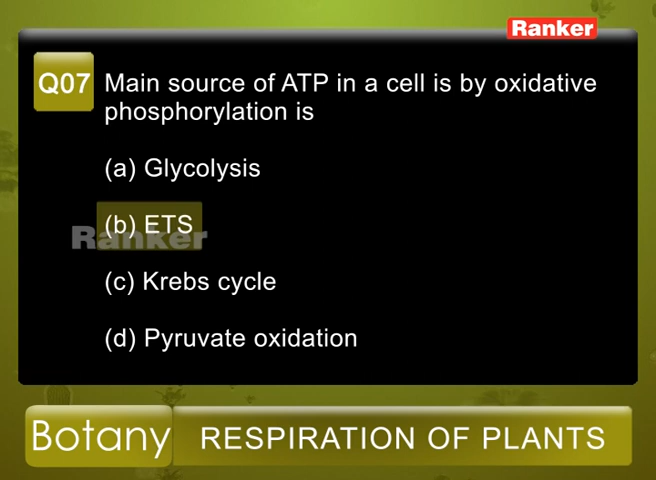 Ranker
Q07 Main source of ATP in a cell is by oxidative
phosphorylation is
(a) Glycolysis
(b) ETS
Ranker
(c) Krebs cycle
(d) Pyruvate oxidation
Botany RESPIRATION OF PLANTS